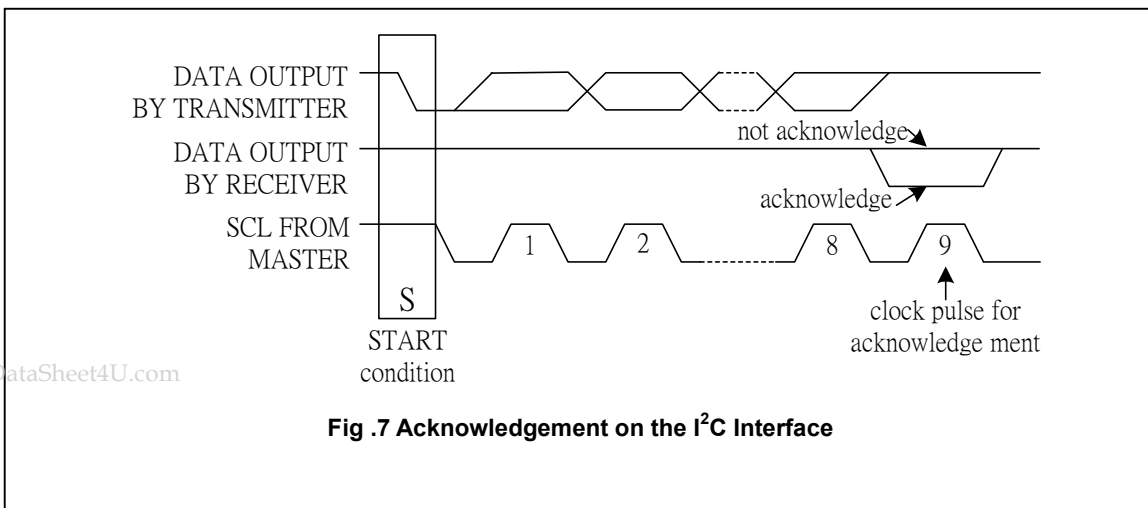 DATA OUTPUT
BY TRANSMITTER
not acknowledge
DATA OUTPUT
BY RECEIVER
acknowledge
SCL FROM
MASTER
1
2
8
9
S
START
condition
clock pulse for
acknowledge ment
DataSheet4U.com
Fig .7 Acknowledgement on the I²C Interface